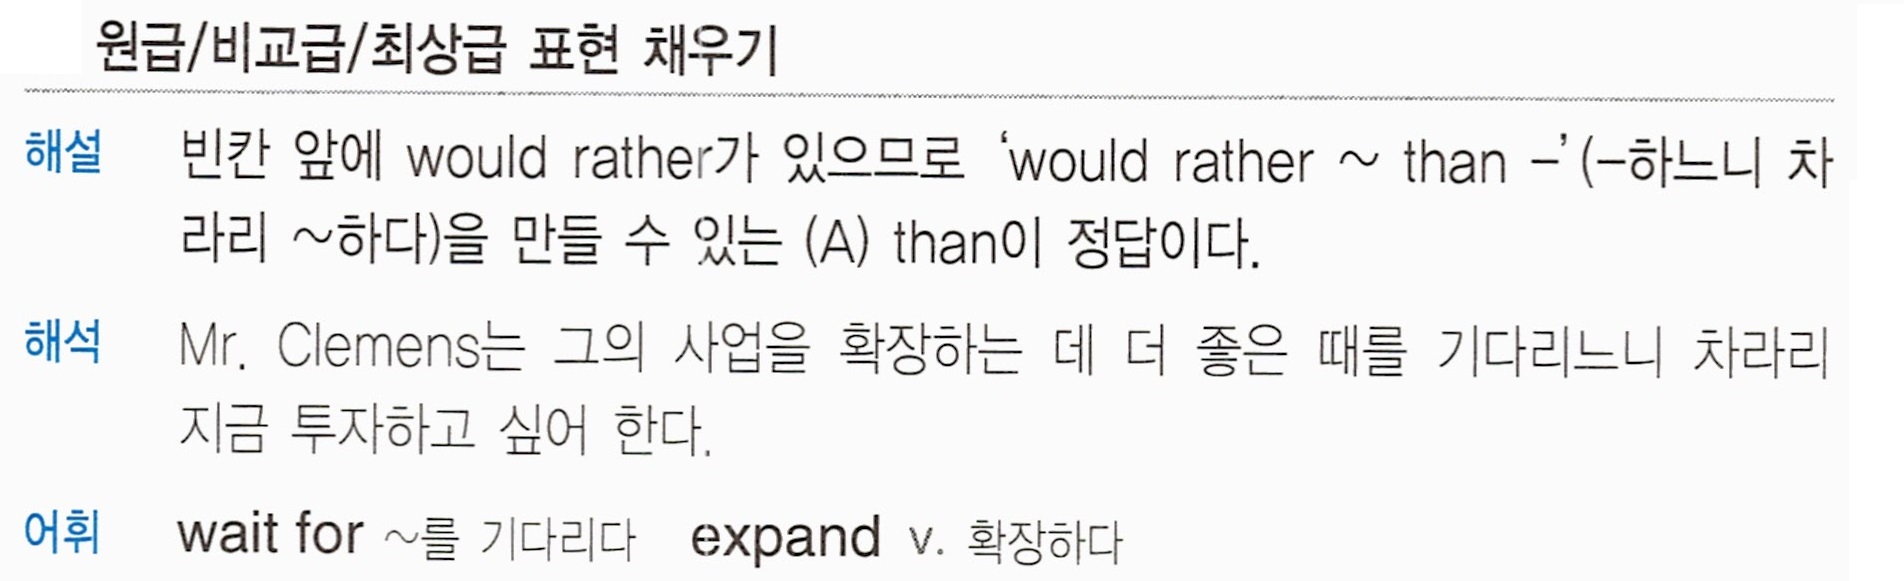 원급/비교급/최상급 표현 채우기
해설 빈칸 앞에 would rather가 있으므로 ‘would rather ~ than –’ (–하느니 차
라리 ~하다)을 만들 수 있는 (A) than이 정답이다.
해석 Mr. Clemens는 그의 사업을 확장하는 데 더 좋은 때를 기다리느니 차라리
지금 투자하고 싶어 한다.
어휘 wait for ~를 기다리다 expand v. 확장하다